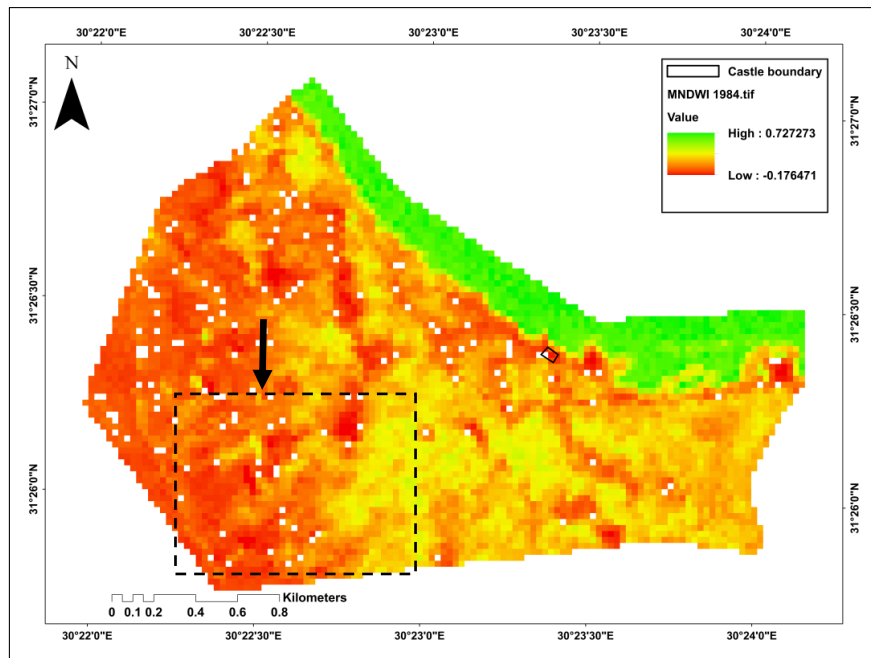 30°22'0"E 30°22'30"E 30°23'0"E 30°23'30"E 30°24'0"E
N
31°27'0"N
31°26'30"N
31°26'0"N
Castle boundary
MNDWI 1984.tif
Value
High : 0.727273
Low : -0.176471
31°27'0"N
31°26'30"N
31°26'0"N
Kilometers
0 0.1 0.2 0.4 0.6 0.8
30°22'0"E 30°22'30"E 30°23'0"E 30°23'30"E 30°24'0"E